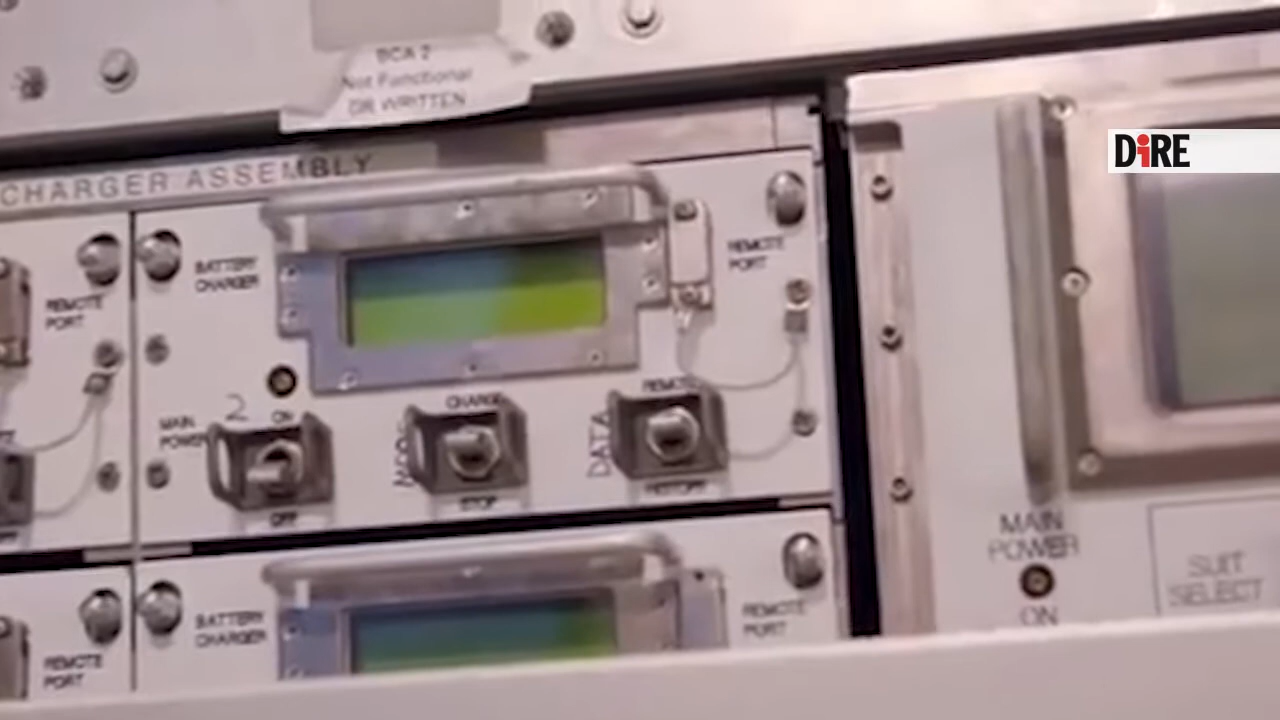 BCA 2
Not Functional
DR WRITTEN
CHARGER ASSEMBLY
DiRE
REMOTE
PORT
BATTERY
CHARGER
REMOTE
PORT
2
MAIN
POWER
ON
OFF
CHARGE
MODE
STOP
REMOTE
DATA
MAIN
POWER
ON
SUIT
SELECT
REMOTE
PORT
BATTERY
CHARGER
REMOTE
PORT